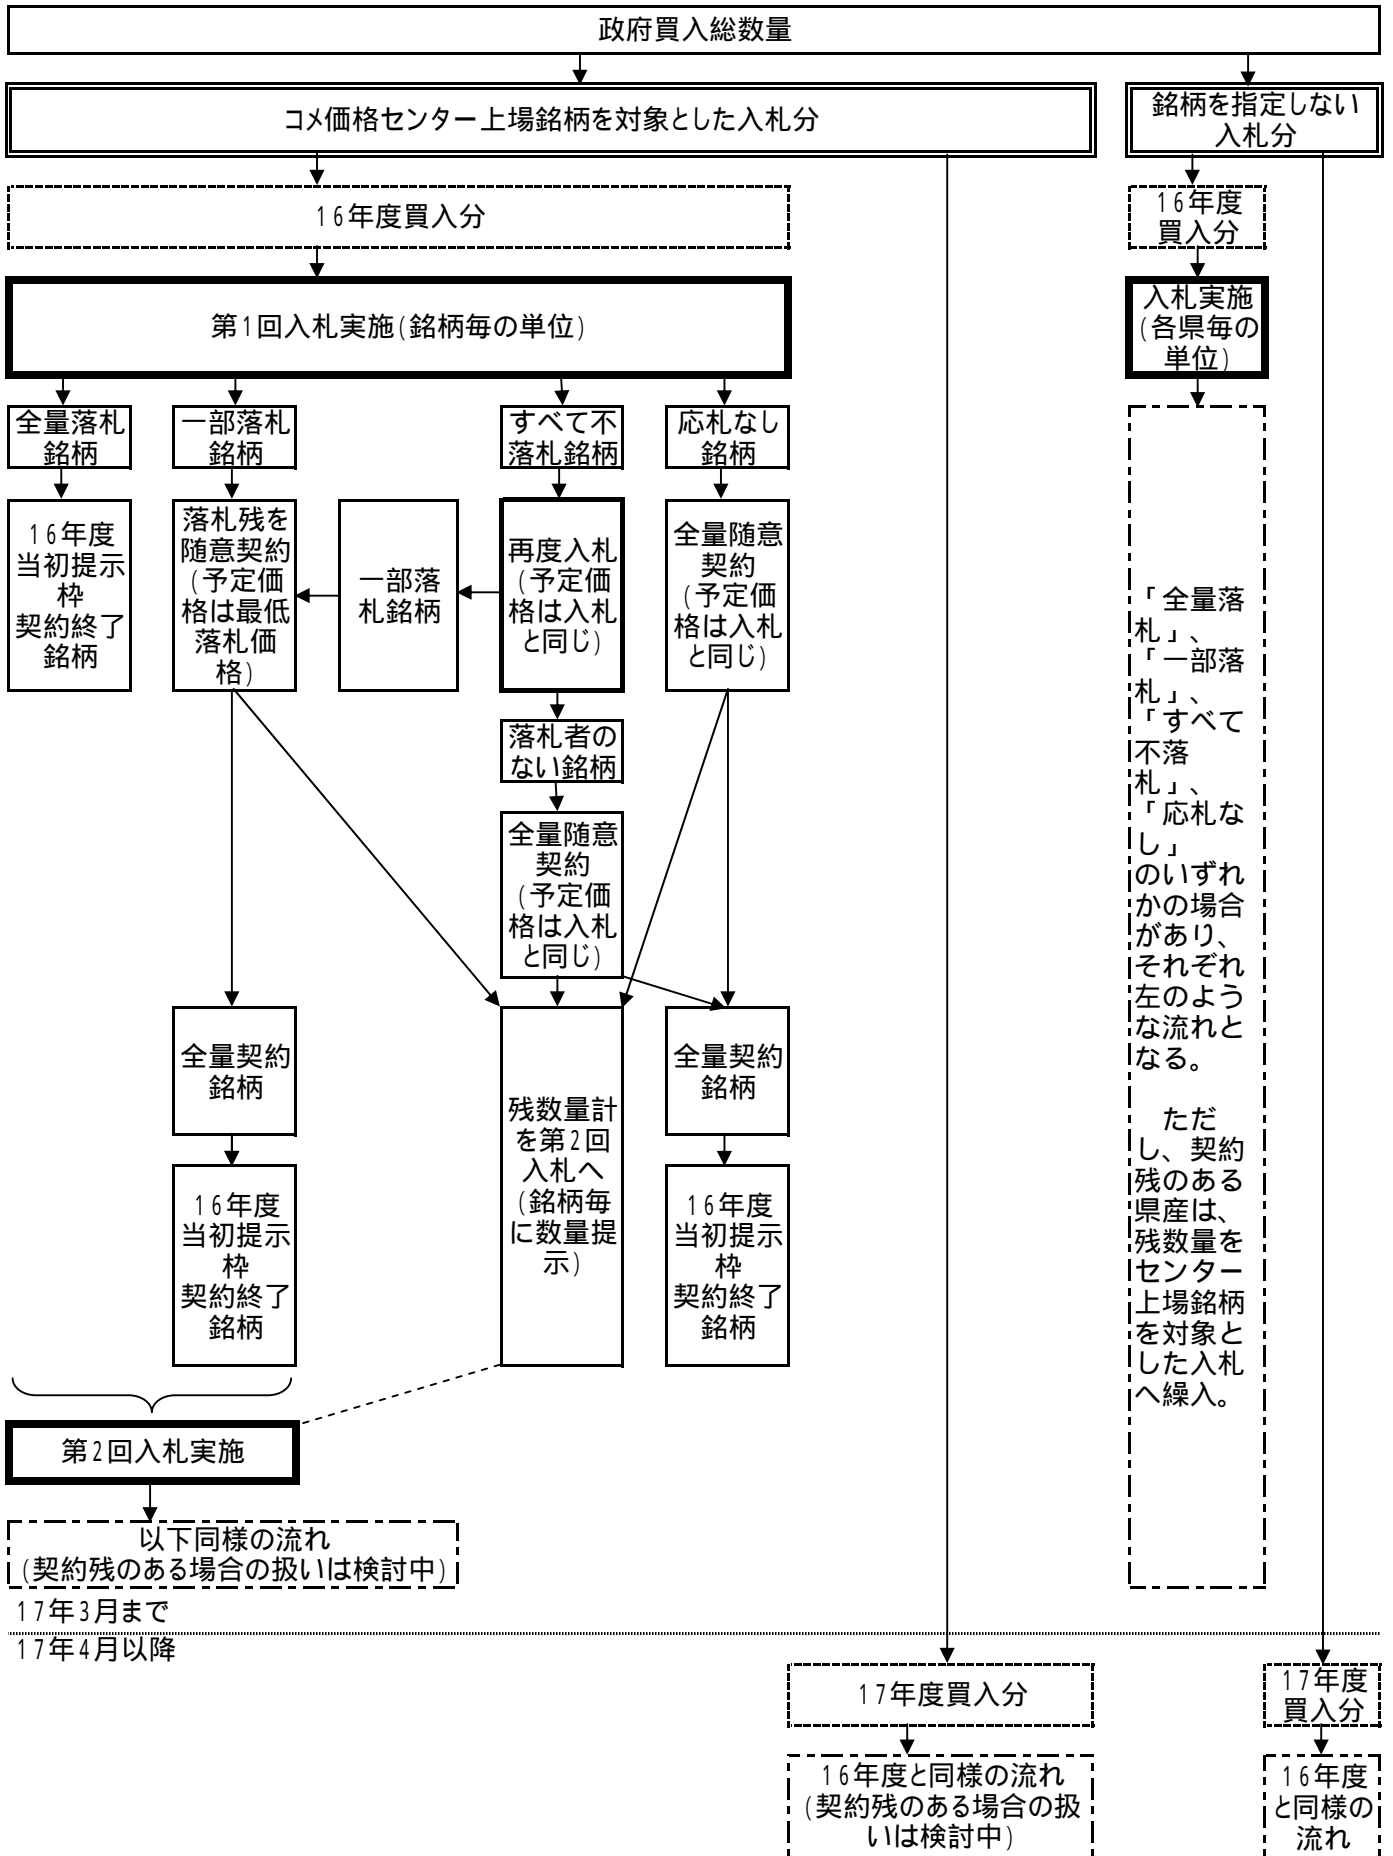 政府買入総数量
コメ価格センター上場銘柄を対象とした入札分
銘柄を指定しない
入札分
16年度買入分
16年度
買入分
第1回入札実施(銘柄毎の単位)
入札実施
(各県毎の
単位)
全量落札
銘柄
一部落札
銘柄
すべて不
落札銘柄
応札なし
銘柄
16年度
当初提示
枠
契約終了
銘柄
落札残を
随意契約
(予定価
格は最低
落札価
格)
一部落
札銘柄
再度入札
(予定価
格は入札
と同じ)
全量随意
契約
(予定価
格は入札
と同じ)
落札者の
ない銘柄
全量随意
契約
(予定価
格は入札
と同じ)
全量契約
銘柄
残数量計
を第2回
入札へ
(銘柄毎
に数量提
示)
全量契約
銘柄
16年度
当初提示
枠
契約終了
銘柄
16年度
当初提示
枠
契約終了
銘柄
「全量落
札」、
「一部落
札」、
「すべて
不落
札」、
「応札な
し」
のいずれ
かの場合
があり、
それぞれ
左のよう
な流れと
なる。
ただ
し、契約
残のある
県産は、
残数量を
センター
上場銘柄
を対象と
した入札
へ繰入。
第2回入札実施
以下同様の流れ
(契約残のある場合の扱いは検討中)
17年3月まで
17年4月以降
17年度買入分
17年度
買入分
16年度と同様の流れ
(契約残のある場合の扱
いは検討中)
16年度
と同様の
流れ